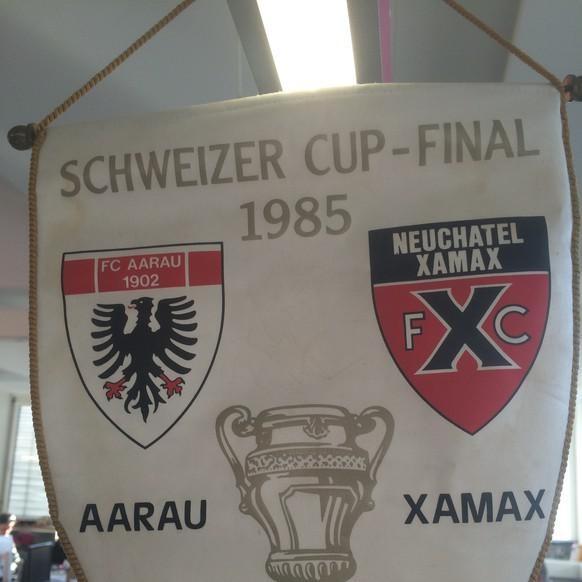 SCHWEIZER CUP-FINAL
1985
FC AARAU
1902
NEUCHATEL
XAMAX
F X C
AARAU
XAMAX